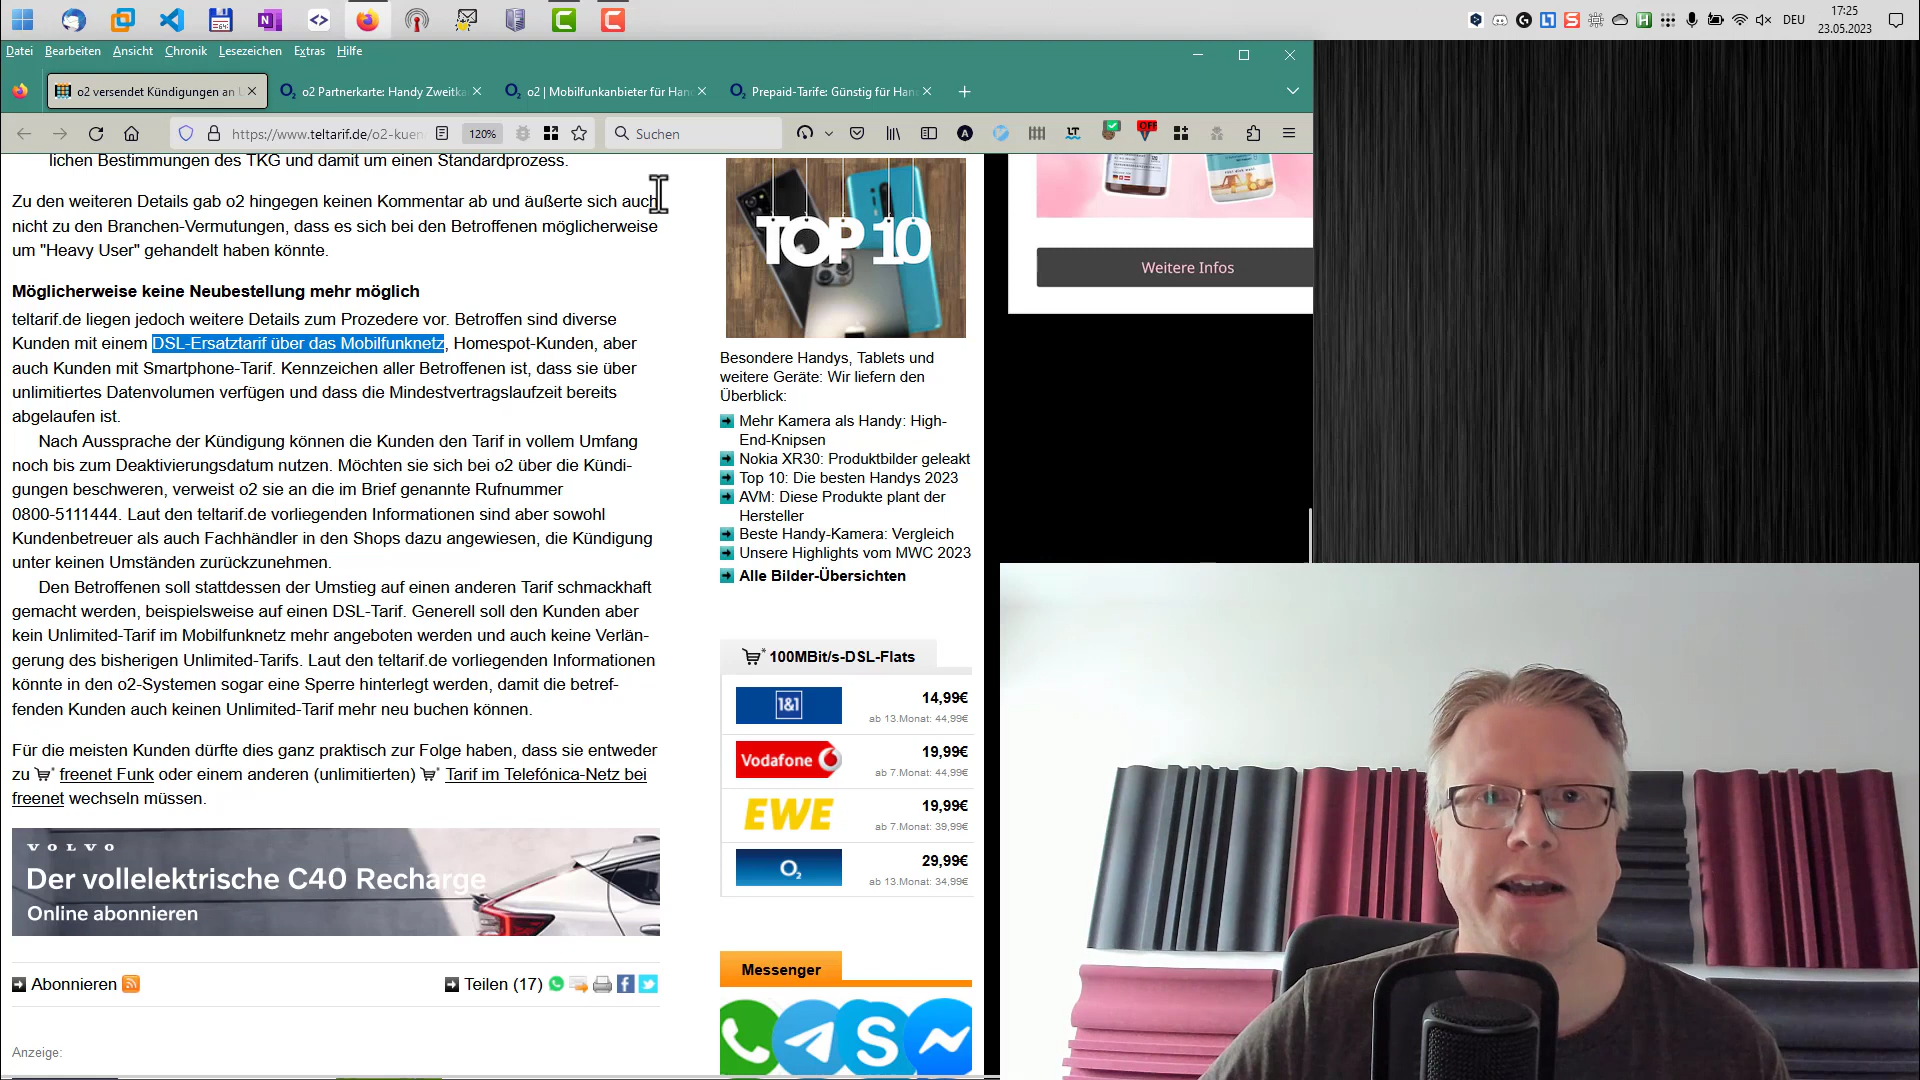 17:25
DEU
23.05.2023
Datei Bearbeiten Ansicht Chronik Lesezeichen Extras Hilfe
o2 versendet Kündigungen an
o2 Partnerkarte: Handy Zweitka
o2 | Mobilfunkanbieter für Han
Prepaid-Tarife: Günstig für Han
https://www.teltarif.de/o2-kuen
120%
Suchen
OFF
lichen Bestimmungen des TKG und damit um einen Standardprozess.
Zu den weiteren Details gab o2 hingegen keinen Kommentar ab und äußerte sich auch
nicht zu den Branchen-Vermutungen, dass es sich bei den Betroffenen möglicherweise
um "Heavy User" gehandelt haben könnte.
Möglicherweise keine Neubestellung mehr möglich
teltarif.de liegen jedoch weitere Details zum Prozedere vor. Betroffen sind diverse
Kunden mit einem DSL-Ersatztarif über das Mobilfunknetz, Homespot-Kunden, aber
auch Kunden mit Smartphone-Tarif. Kennzeichen aller Betroffenen ist, dass sie über
unlimitiertes Datenvolumen verfügen und dass die Mindestvertragslaufzeit bereits
abgelaufen ist.
Nach Aussprache der Kündigung können die Kunden den Tarif in vollem Umfang
noch bis zum Deaktivierungsdatum nutzen. Möchten sie sich bei o2 über die Kündi-
gungen beschweren, verweist o2 sie an die im Brief genannte Rufnummer
0800-5111444. Laut den teltarif.de vorliegenden Informationen sind aber sowohl
Kundenbetreuer als auch Fachhändler in den Shops dazu angewiesen, die Kündigung
unter keinen Umständen zurückzunehmen.
Den Betroffenen soll stattdessen der Umstieg auf einen anderen Tarif schmackhaft
gemacht werden, beispielsweise auf einen DSL-Tarif. Generell soll den Kunden aber
kein Unlimited-Tarif im Mobilfunknetz mehr angeboten werden und auch keine Verlän-
gerung des bisherigen Unlimited-Tarifs. Laut den teltarif.de vorliegenden Informationen
könnte in den o2-Systemen sogar eine Sperre hinterlegt werden, damit die betref-
fenden Kunden auch keinen Unlimited-Tarif mehr neu buchen können.
Für die meisten Kunden dürfte dies ganz praktisch zur Folge haben, dass sie entweder
zu * freenet Funk oder einem anderen (unlimitierten) * Tarif im Telefónica-Netz bei
freenet wechseln müssen.
VOLVO
Der vollelektrische C40 Recharge
Online abonnieren
Abonnieren
Teilen (17)
Anzeige:
TOP 10
Besondere Handys, Tablets und
weitere Geräte: Wir liefern den
Überblick:
Mehr Kamera als Handy: High-
End-Knipsen
Nokia XR30: Produktbilder geleakt
Top 10: Die besten Handys 2023
AVM: Diese Produkte plant der
Hersteller
Beste Handy-Kamera: Vergleich
Unsere Highlights vom MWC 2023
Alle Bilder-Übersichten
* 100MBit/s-DSL-Flats
1&1
14,99€
ab 13.Monat: 44,99€
Vodafone
19,99€
ab 7.Monat: 44,99€
EWE
19,99€
ab 7.Monat: 39,99€
O2
29,99€
ab 13.Monat: 34,99€
Messenger
Weitere Infos